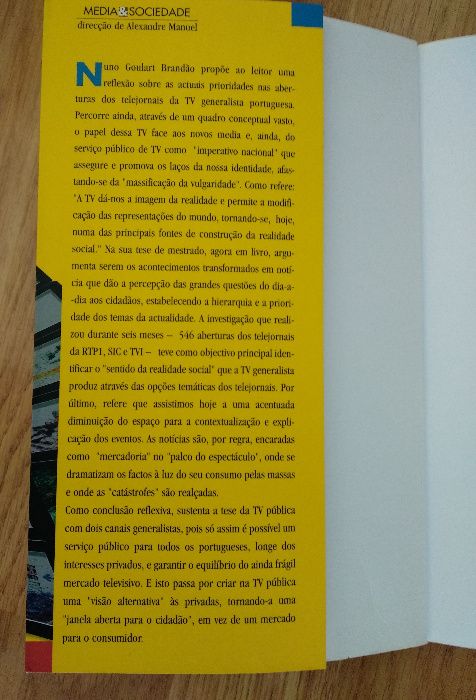 MEDIA&SOCIEDADE
direcção de Alexandre Manuel
Nuno Goulart Brandão propõe ao leitor uma
reflexão sobre as actuais prioridades nas aber-
turas dos telejornais da TV generalista portuguesa.
Percorre ainda, através de um quadro conceptual vasto,
o papel dessa TV face aos novos media e, ainda, do
serviço público de TV como "imperativo nacional" que
assegure e promova os laços da nossa identidade, afas-
tando-se da "massificação da vulgaridade". Como refere:
"A TV dá-nos a imagem da realidade e permite a modifi-
cação das representações do mundo, tornando-se, hoje,
numa das principais fontes de construção da realidade
social." Na sua tese de mestrado, agora em livro, argu-
menta serem os acontecimentos transformados em notí-
cia que dão a percepção das grandes questões do dia-a-
-dia aos cidadãos, estabelecendo a hierarquia e a priori-
dade dos temas da actualidade. A investigação que reali-
zou durante seis meses – 546 aberturas dos telejornais
da RTP1, SIC e TVI – teve como objectivo principal iden-
tificar o "sentido da realidade social" que a TV generalista
produz através das opções temáticas dos telejornais. Por
último, refere que assistimos hoje a uma acentuada
diminuição do espaço para a contextualização e expli-
cação dos eventos. As notícias são, por regra, encaradas
como "mercadoria" no "palco do espectáculo", onde se
dramatizam os factos à luz do seu consumo pelas massas
e onde as "catástrofes" são realçadas.
Como conclusão reflexiva, sustenta a tese da TV pública
com dois canais generalistas, pois só assim é possível um
serviço público para todos os portugueses, longe dos
interesses privados, e garantir o equilíbrio do ainda frágil
mercado televisivo. E isto passa por criar na TV pública
uma "visão alternativa" às privadas, tornando-a uma
"janela aberta para o cidadão", em vez de um mercado
para o consumidor.